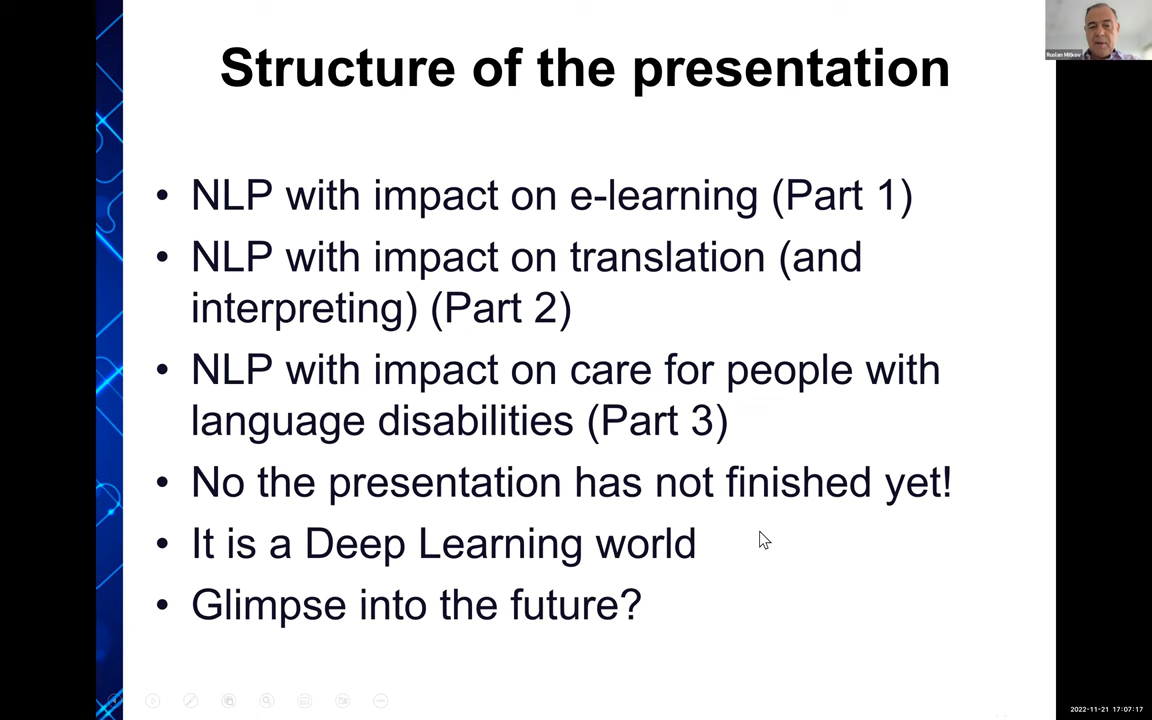 Structure of the presentation
Ruslan Mitkov
• NLP with impact on e-learning (Part 1)
• NLP with impact on translation (and
interpreting) (Part 2)
• NLP with impact on care for people with
language disabilities (Part 3)
• No the presentation has not finished yet!
• It is a Deep Learning world
• Glimpse into the future?
2022-11-21 17:07:17